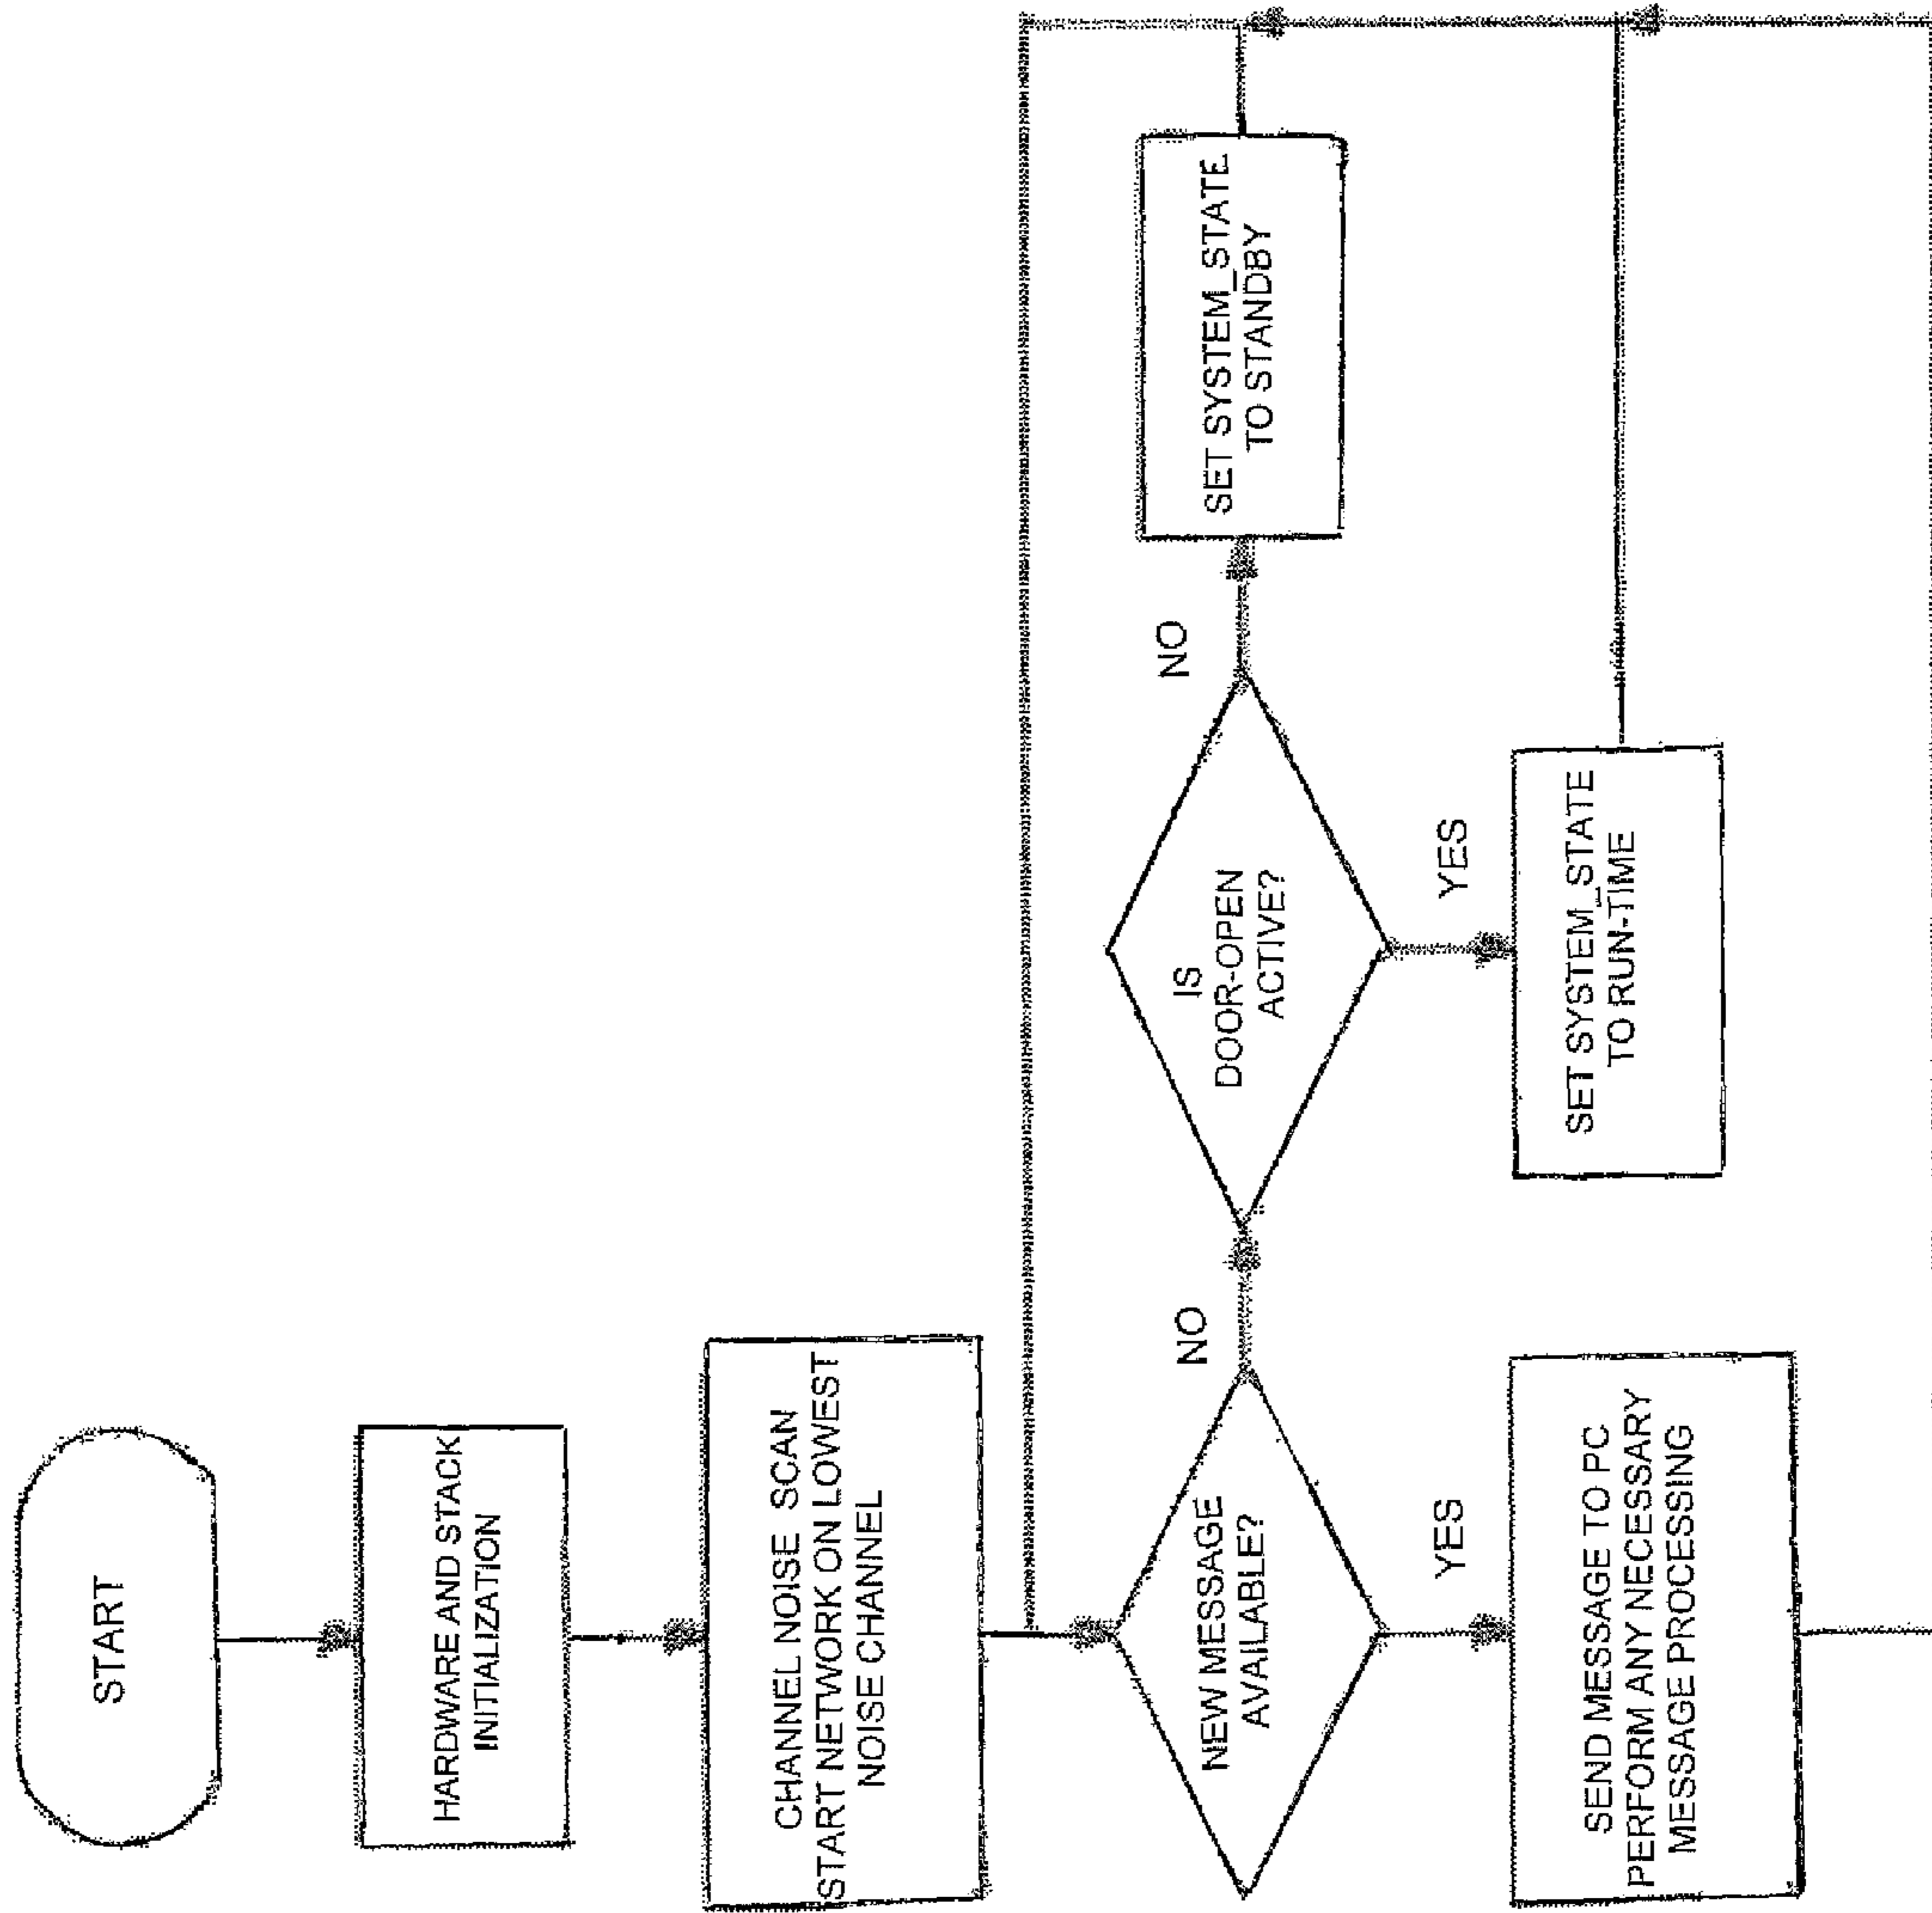 START
HARDWARE AND STACK
INITIALIZATION
CHANNEL NOISE SCAN
START NETWORK ON LOWEST
NOISE CHANNEL
NEW MESSAGE
AVAILABLE?
NO
YES
SEND MESSAGE TO PC
PERFORM ANY NECESSARY
MESSAGE PROCESSING
IS
DOOR-OPEN
ACTIVE?
NO
YES
SET SYSTEM_STATE
TO STANDBY
SET SYSTEM_STATE
TO RUN-TIME